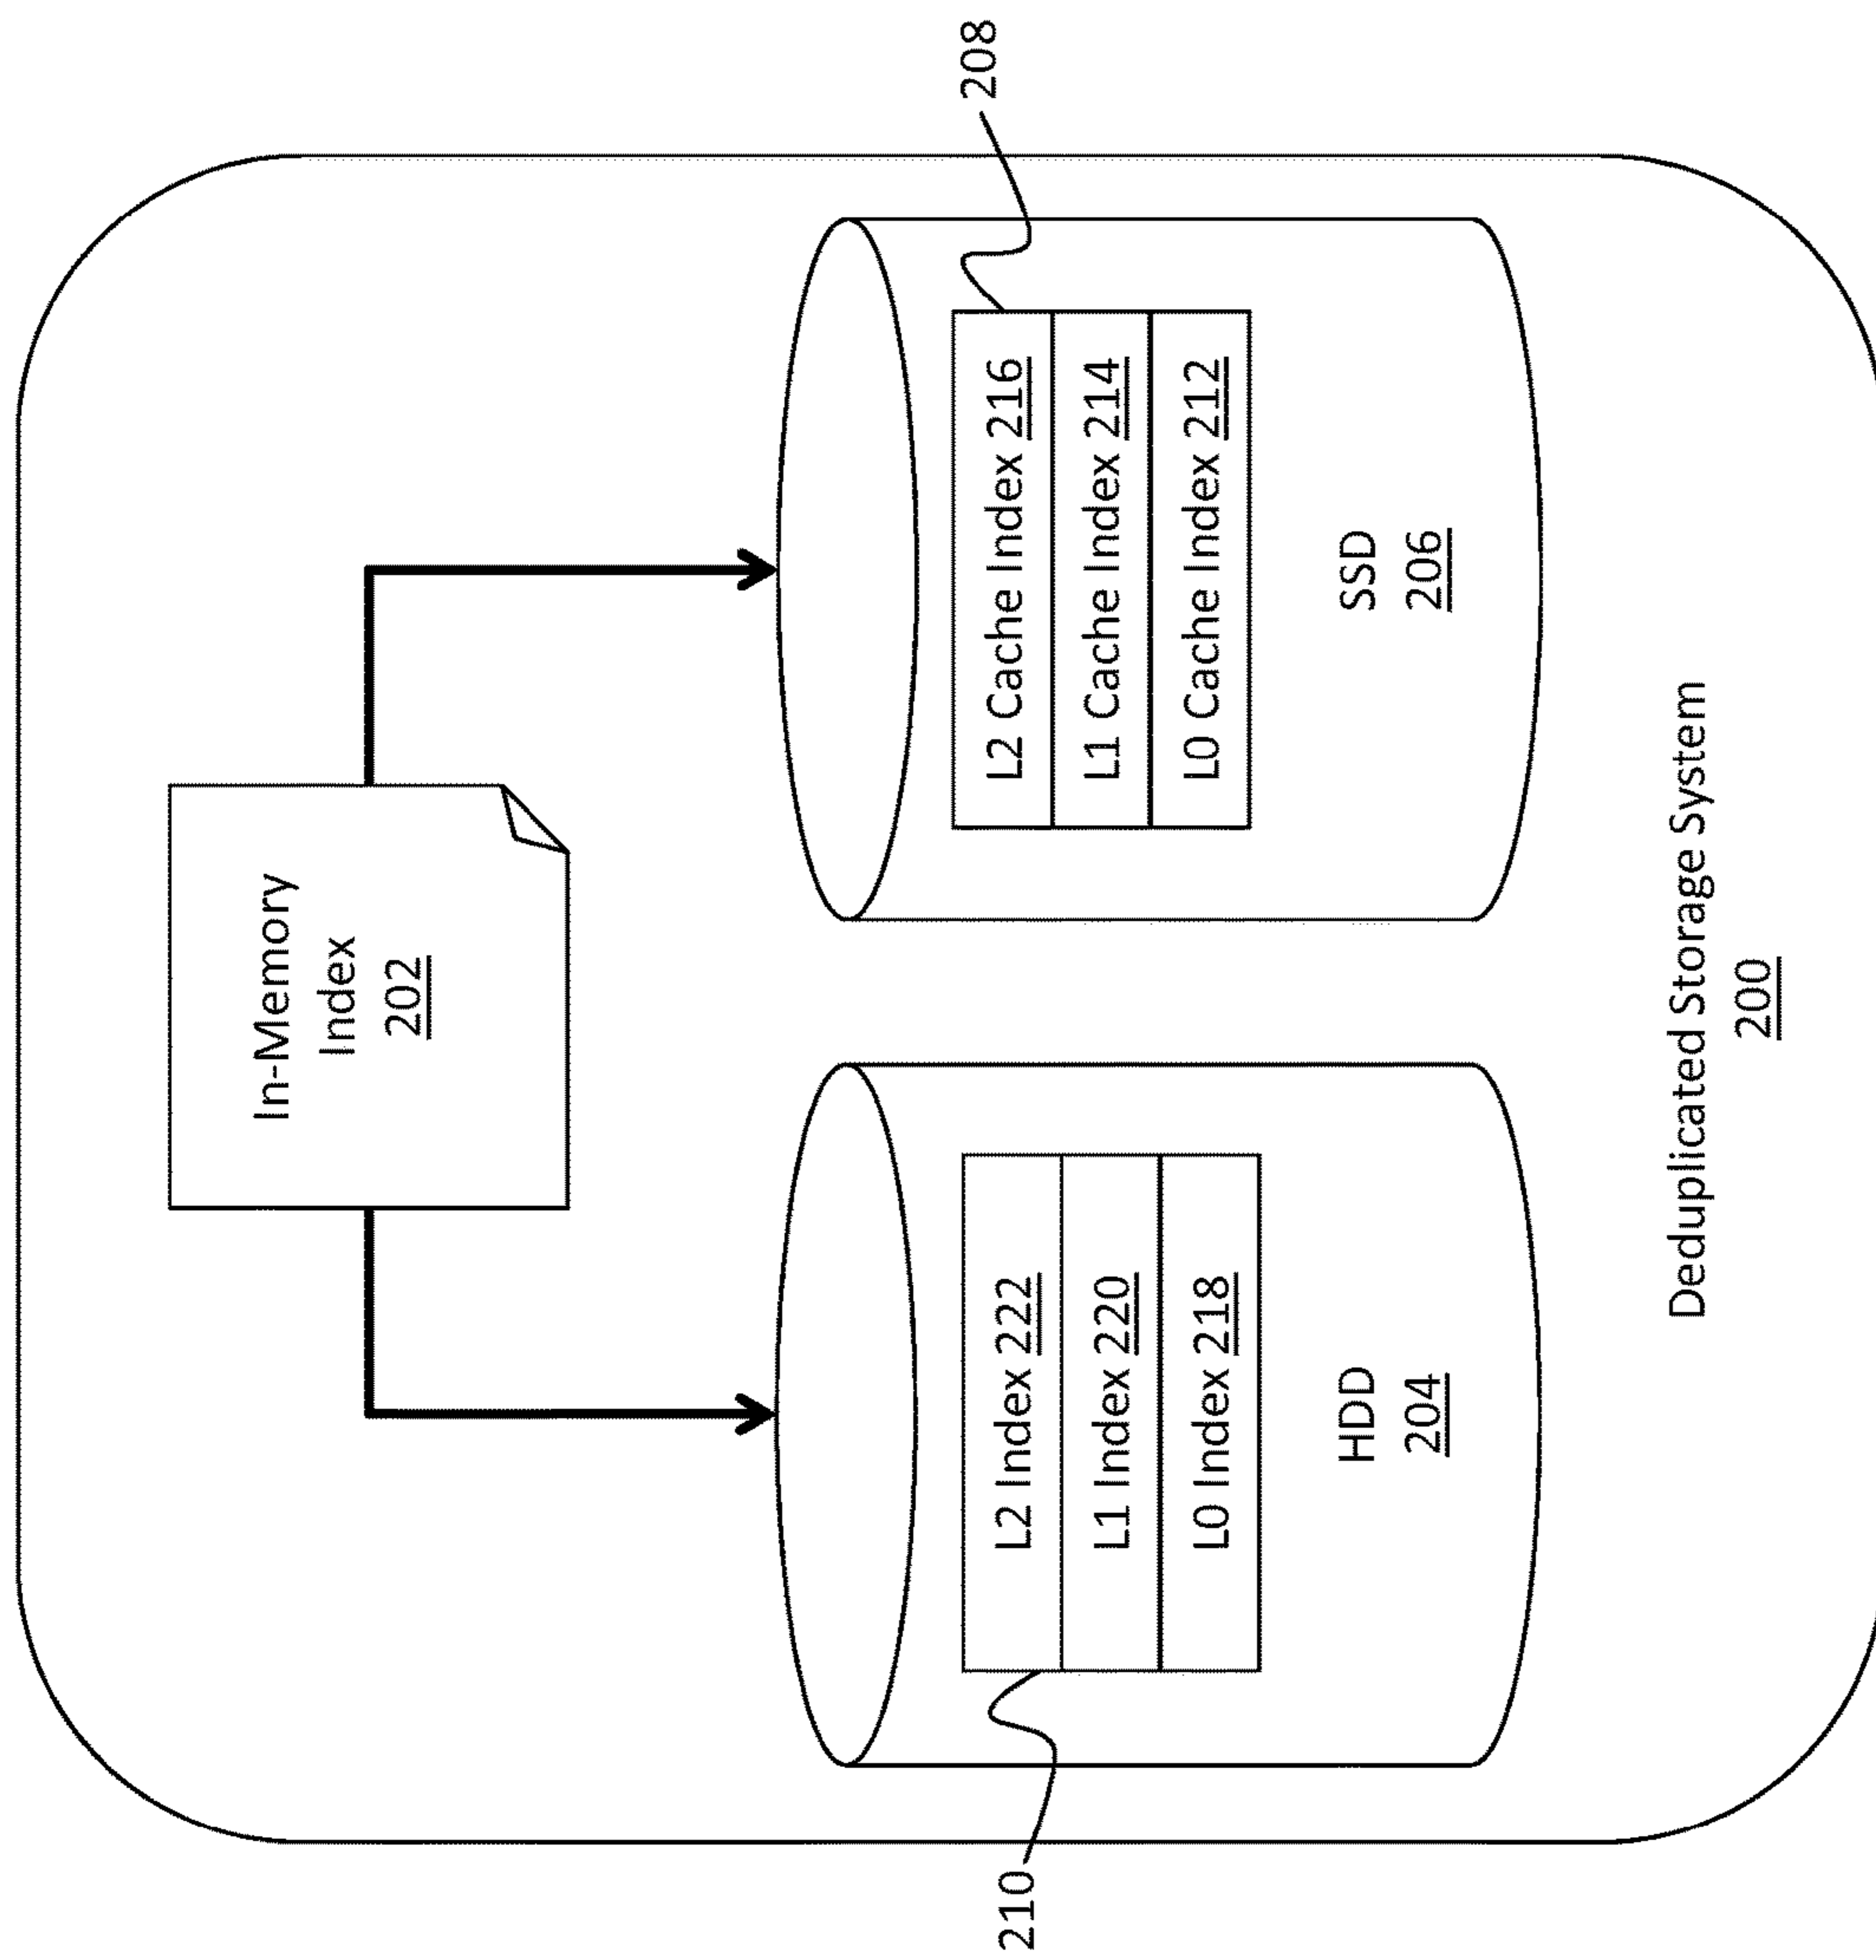 In-Memory
Index
202
208
210
L2 Index 222
L1 Index 220
L0 Index 218
HDD
204
L2 Cache Index 216
L1 Cache Index 214
L0 Cache Index 212
SSD
206
Deduplicated Storage System
200